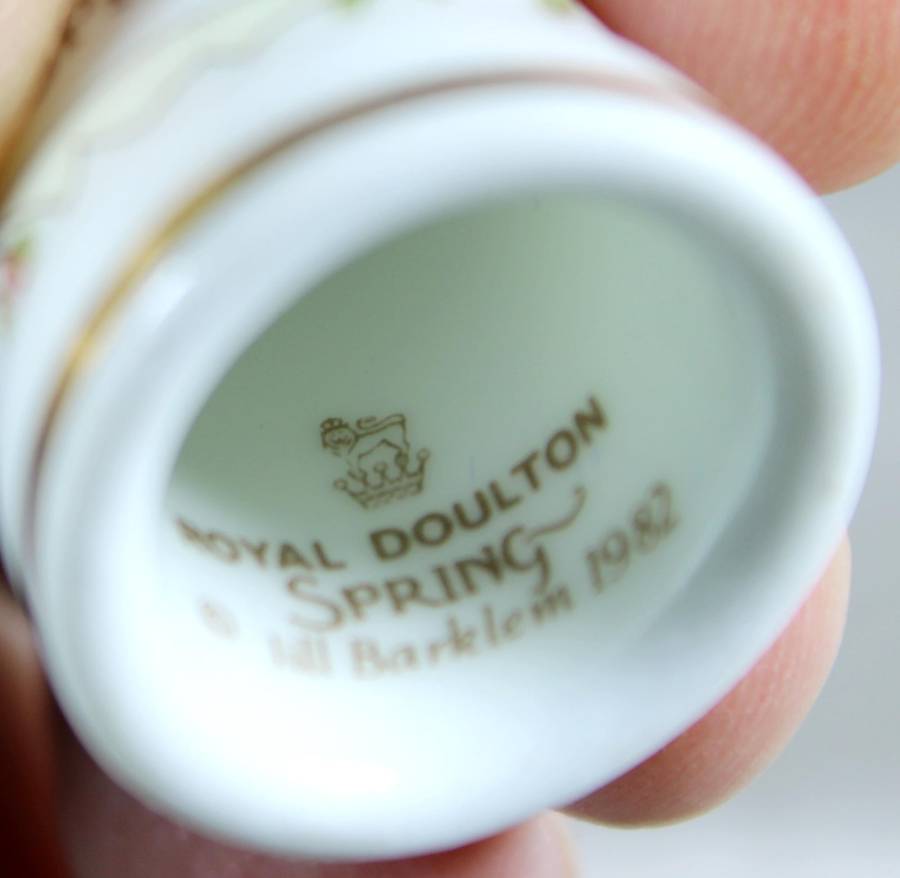 ROYAL DOULTON
SPRING
© Jill Barklem 1982